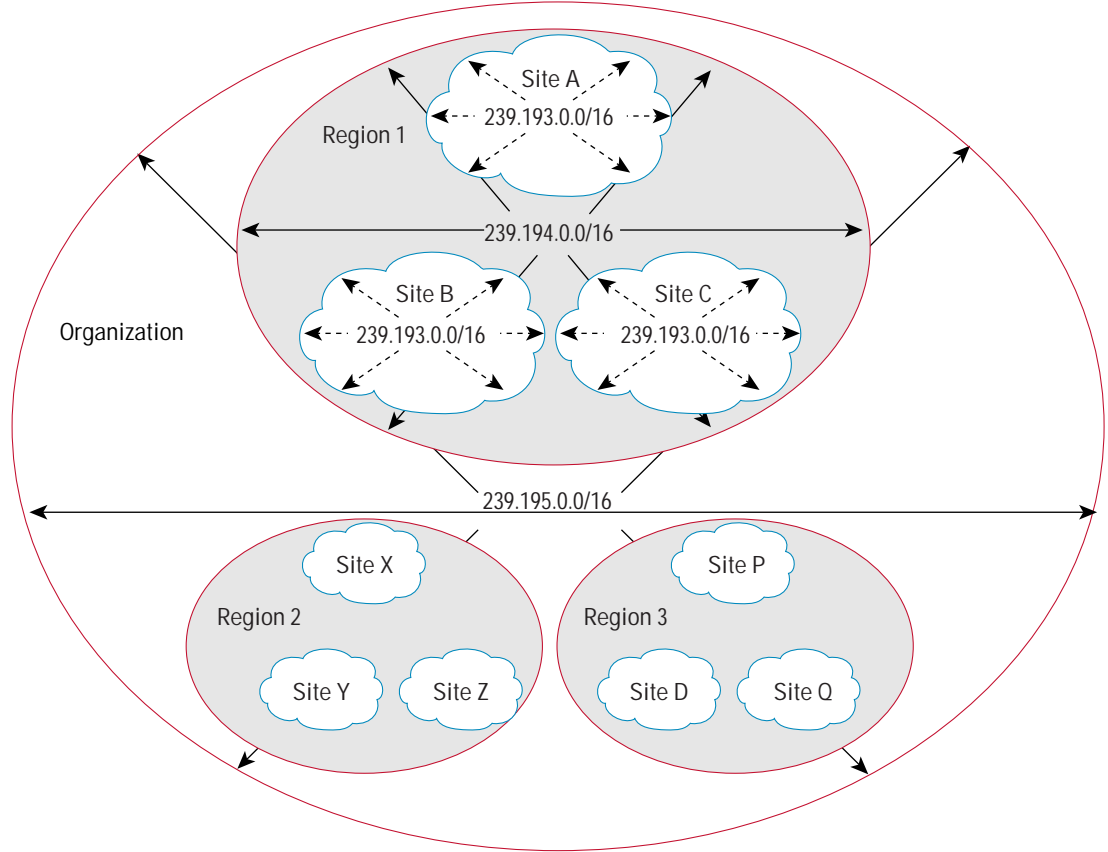 Site A
239.193.0.0/16
Region 1
239.194.0.0/16
Site B
Site C
239.193.0.0/16
239.193.0.0/16
Organization
239.195.0.0/16
Site X
Site P
Region 2
Region 3
Site Y
Site Z
Site D
Site Q